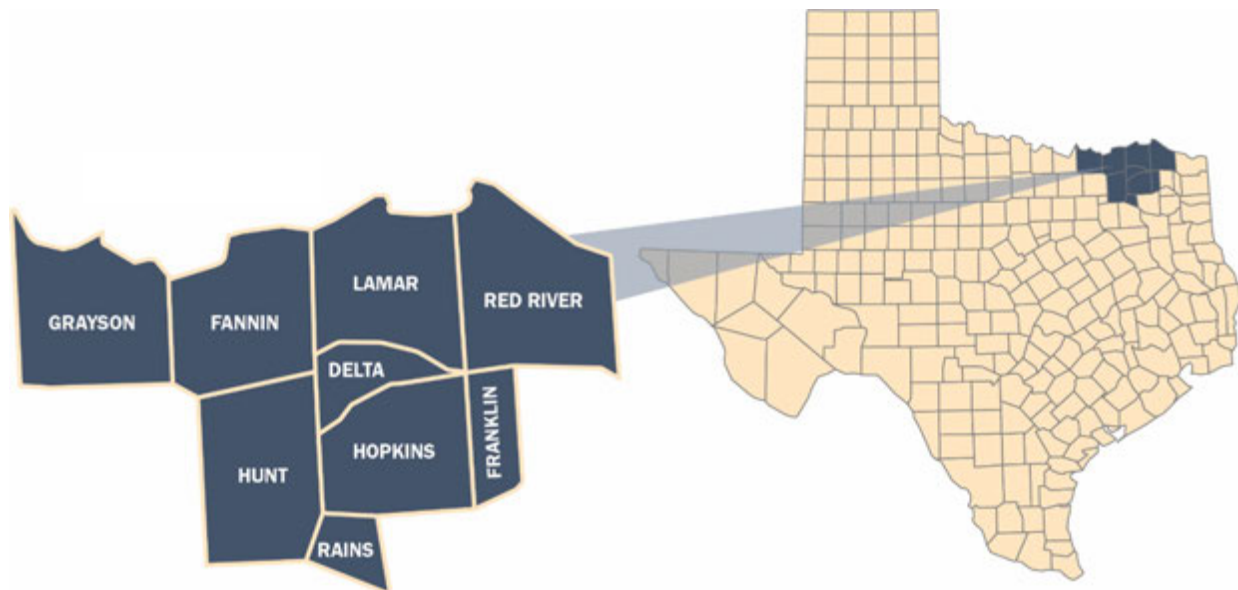 LAMAR
RED RIVER
GRAYSON
FANNIN
DELTA
HOPKINS
FRANKLIN
HUNT
RAINS